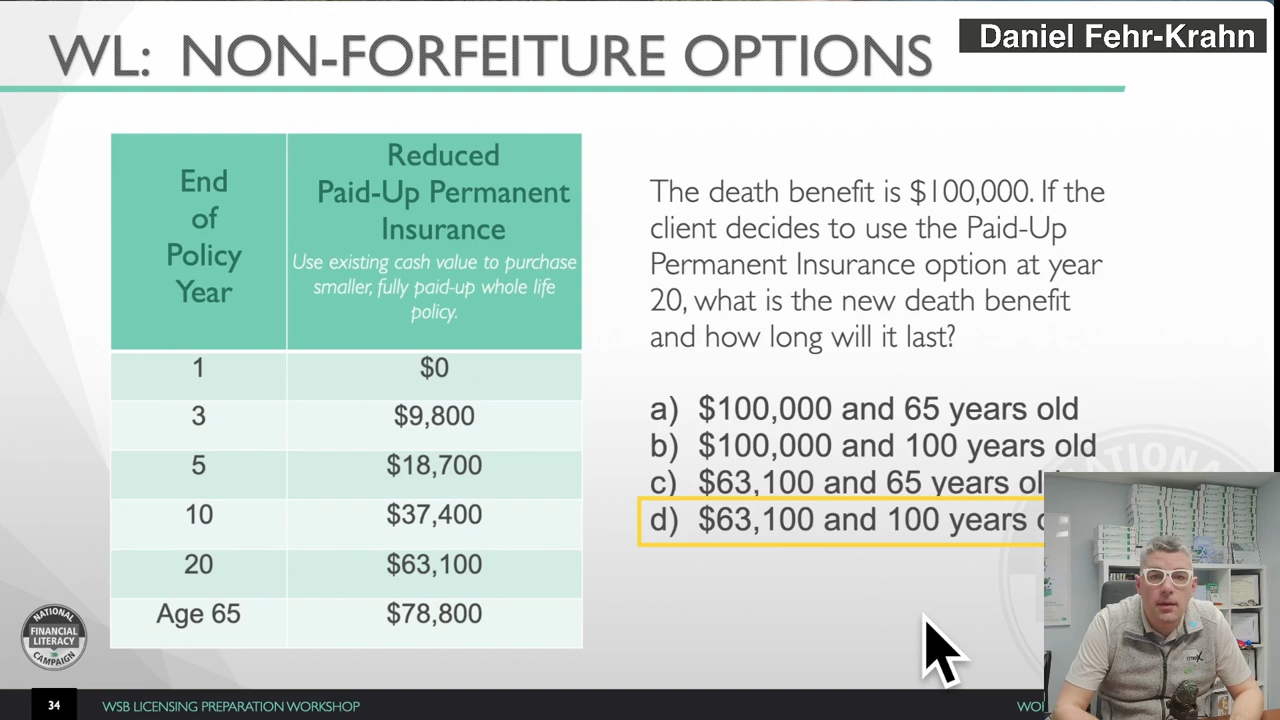 WL: NON-FORFEITURE OPTIONS
Daniel Fehr-Krahn
End
of
Policy
Year
Reduced
Paid-Up Permanent
Insurance
Use existing cash value to purchase
smaller, fully paid-up whole life
policy.
1 $0
3 $9,800
5 $18,700
10 $37,400
20 $63,100
Age 65 $78,800
The death benefit is $100,000. If the
client decides to use the Paid-Up
Permanent Insurance option at year
20, what is the new death benefit
and how long will it last?
a) $100,000 and 65 years old
b) $100,000 and 100 years old
c) $63,100 and 65 years
d) $63,100 and 100 years
NATIONAL
FINANCIAL
LITERACY
CAMPAIGN
34 WSB LICENSING PREPARATION WORKSHOP